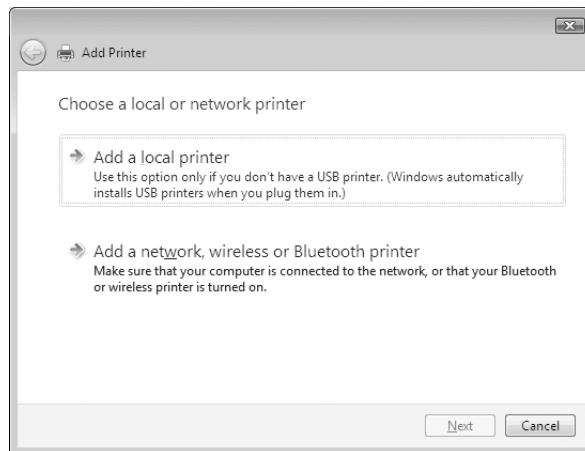 Add Printer
Choose a local or network printer
Add a local printer
Use this option only if you don't have a USB printer. (Windows automatically
installs USB printers when you plug them in.)
Add a network, wireless or Bluetooth printer
Make sure that your computer is connected to the network, or that your Bluetooth
or wireless printer is turned on.
Next Cancel